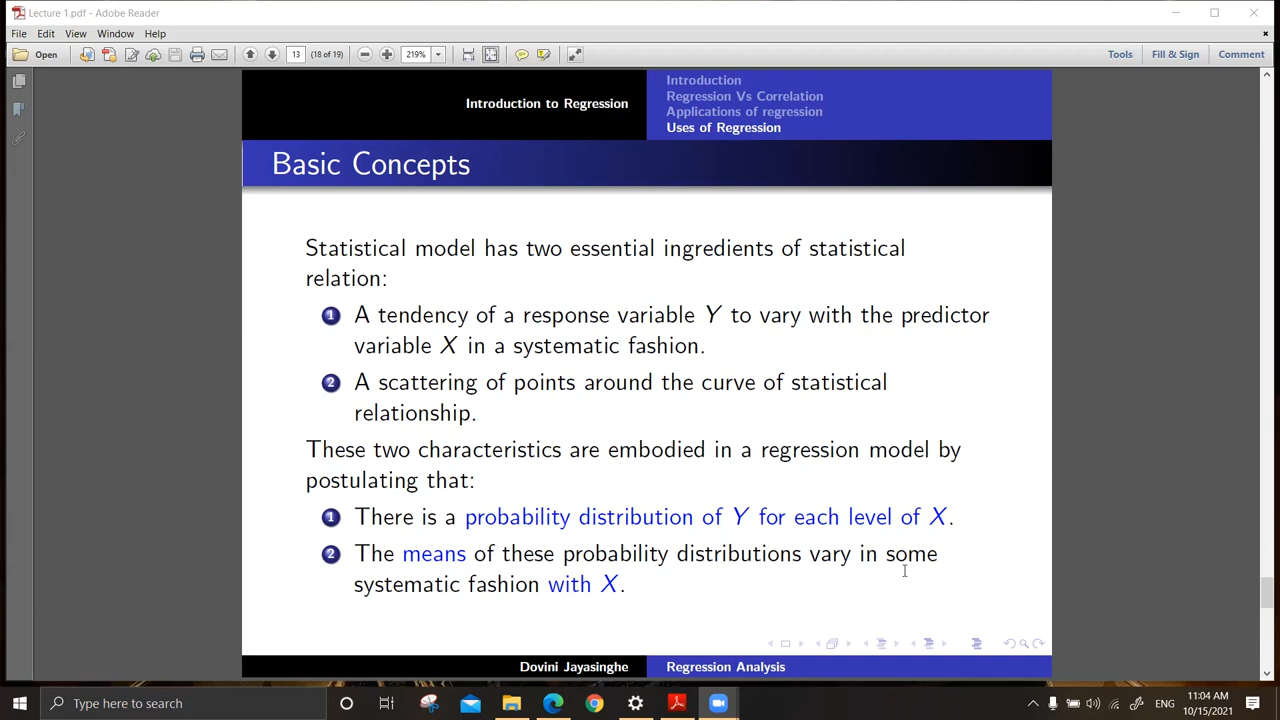 Lecture 1.pdf - Adobe Reader
File Edit View Window Help
Open 13 (18 of 19) 219% Tools Fill & Sign Comment
Introduction to Regression
Introduction
Regression Vs Correlation
Applications of regression
Uses of Regression
Basic Concepts
Statistical model has two essential ingredients of statistical
relation:
1 A tendency of a response variable Y to vary with the predictor
variable X in a systematic fashion.
2 A scattering of points around the curve of statistical
relationship.
These two characteristics are embodied in a regression model by
postulating that:
1 There is a probability distribution of Y for each level of X.
2 The means of these probability distributions vary in some
systematic fashion with X.
Dovini Jayasinghe Regression Analysis
Type here to search
ENG
11:04 AM
10/15/2021